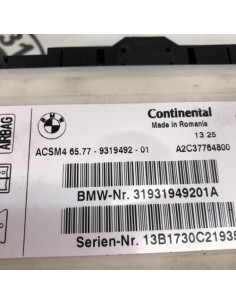 AIRBAG
Continental
Made in Romania
13 25
ACSM4 65.77 - 9319492 - 01 A2C37764800
BMW-Nr. 31931949201A
Serien-Nr. 13B1730C21935